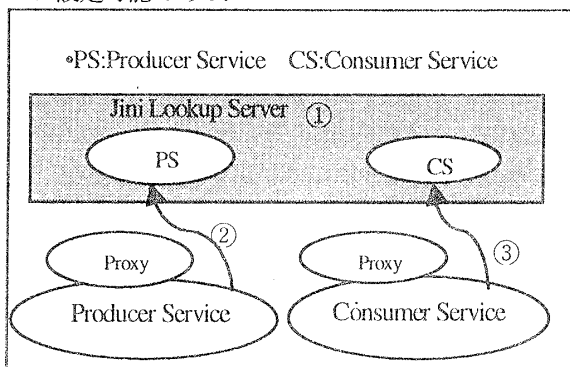 •PS:Producer Service CS:Consumer Service
Jini Lookup Server ①
PS
CS
②
③
Proxy
Proxy
Producer Service
Consumer Service